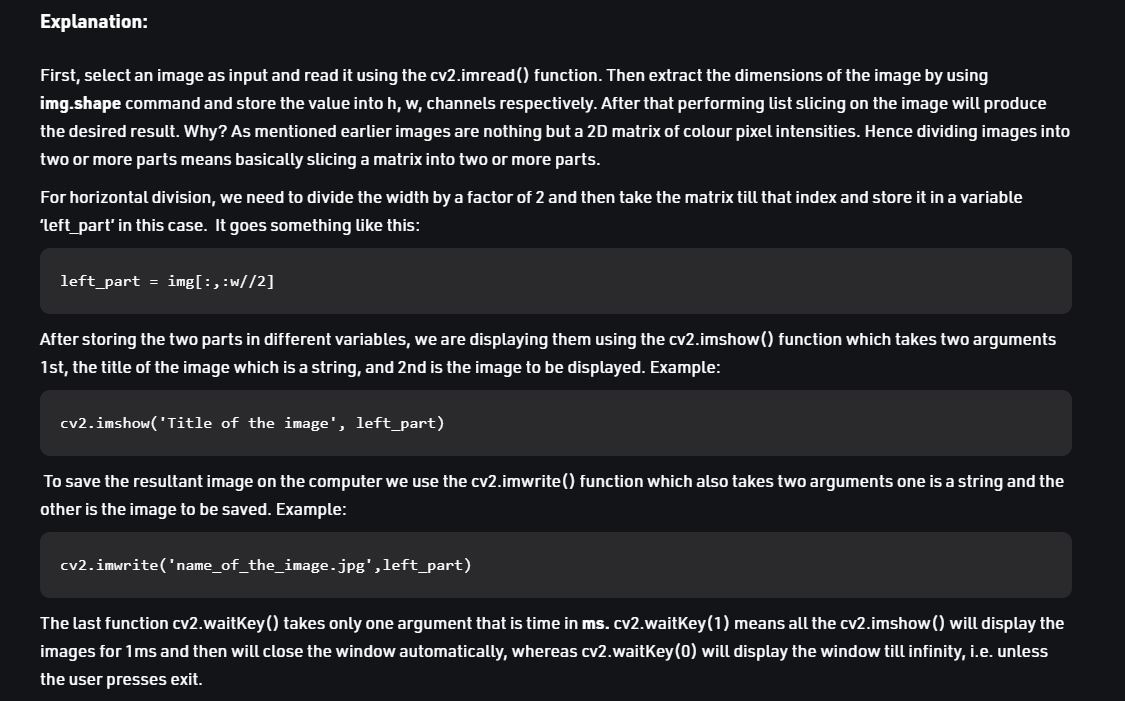 Explanation:
First, select an image as input and read it using the cv2.imread() function. Then extract the dimensions of the image by using
img.shape command and store the value into h, w, channels respectively. After that performing list slicing on the image will produce
the desired result. Why? As mentioned earlier images are nothing but a 2D matrix of colour pixel intensities. Hence dividing images into
two or more parts means basically slicing a matrix into two or more parts.
For horizontal division, we need to divide the width by a factor of 2 and then take the matrix till that index and store it in a variable
‘left_part’ in this case.  It goes something like this:
left_part = img[:,:w//2]
After storing the two parts in different variables, we are displaying them using the cv2.imshow() function which takes two arguments
1st, the title of the image which is a string, and 2nd is the image to be displayed. Example:
cv2.imshow('Title of the image', left_part)
To save the resultant image on the computer we use the cv2.imwrite() function which also takes two arguments one is a string and the
other is the image to be saved. Example:
cv2.imwrite('name_of_the_image.jpg',left_part)
The last function cv2.waitKey() takes only one argument that is time in ms. cv2.waitKey(1) means all the cv2.imshow() will display the
images for 1ms and then will close the window automatically, whereas cv2.waitKey(0) will display the window till infinity, i.e. unless
the user presses exit.